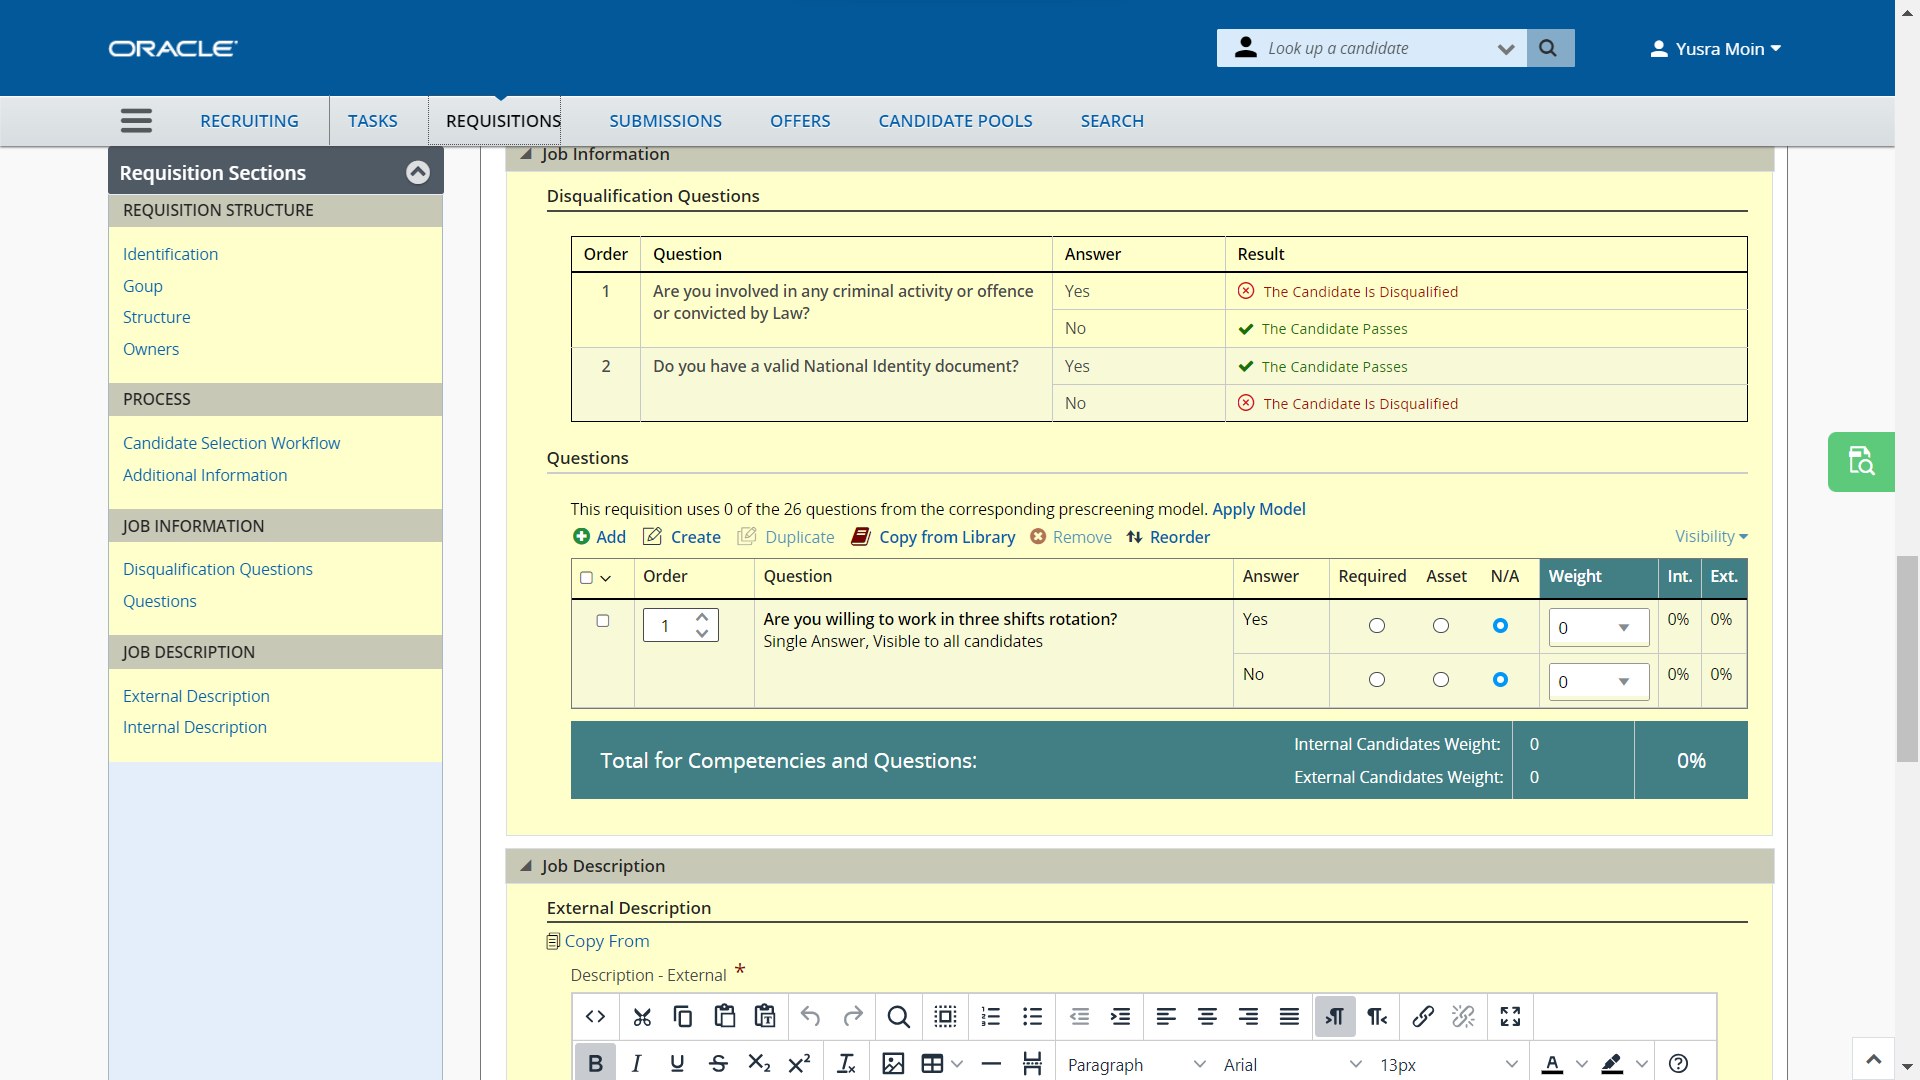 ORACLE
Look up a candidate
Yusra Moin
RECRUITING
TASKS
REQUISITIONS
SUBMISSIONS
OFFERS
CANDIDATE POOLS
SEARCH
Requisition Sections
REQUISITION STRUCTURE
Identification
Goup
Structure
Owners
PROCESS
Candidate Selection Workflow
Additional Information
JOB INFORMATION
Disqualification Questions
Questions
JOB DESCRIPTION
External Description
Internal Description
Job Information
Disqualification Questions
Order Question Answer Result
1 Are you involved in any criminal activity or offence
or convicted by Law?
Yes The Candidate Is Disqualified
No The Candidate Passes
2 Do you have a valid National Identity document? Yes The Candidate Passes
No The Candidate Is Disqualified
Questions
This requisition uses 0 of the 26 questions from the corresponding prescreening model. Apply Model
Add Create Duplicate Copy from Library Remove Reorder Visibility
Order Question Answer Required Asset N/A Weight Int. Ext.
1 Are you willing to work in three shifts rotation? Yes 0 0% 0%
Single Answer, Visible to all candidates
No 0 0% 0%
Total for Competencies and Questions:
Internal Candidates Weight: 0
External Candidates Weight: 0
0%
Job Description
External Description
Copy From
Description - External *
Paragraph Arial 13px